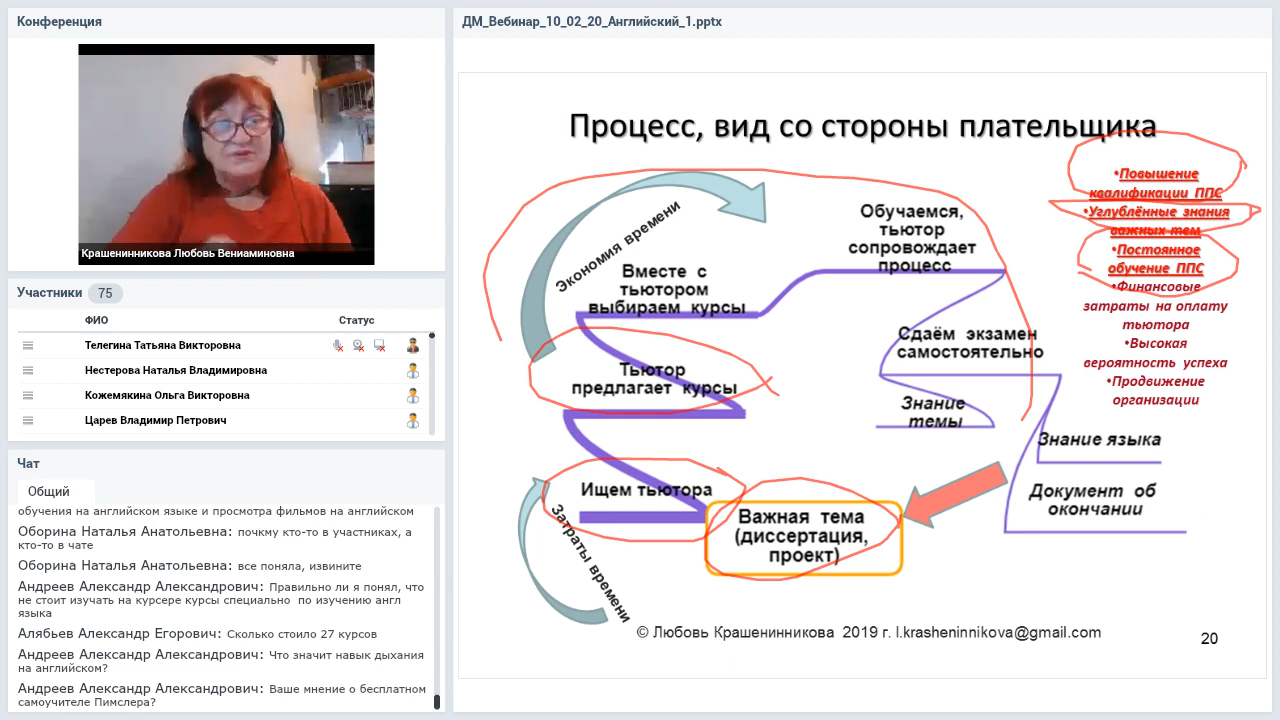 Конференция
Крашенинникова Любовь Вениаминовна
Участники 75
ФИО Статус
Телегина Татьяна Викторовна
Нестерова Наталья Владимировна
Кожемякина Ольга Викторовна
Царев Владимир Петрович
Чат
Общий
обучения на английском языке и просмотра фильмов на английском
Оборина Наталья Анатольевна: почкму кто-то в участниках, а
кто-то в чате
Оборина Наталья Анатольевна: все поняла, извините
Андреев Александр Александрович: Правильно ли я понял, что
не стоит изучать на курсере курсы специально по изучению англ
языка
Алябьев Александр Егорович: Сколько стоило 27 курсов
Андреев Александр Александрович: Что значит навык дыхания
на английском?
Андреев Александр Александрович: Ваше мнение о бесплатном
самоучителе Пимслера?
ДМ_Вебинар_10_02_20_Английский_1.pptx
Процесс, вид со стороны плательщика
Экономия времени
Вместе с
тьютором
выбираем курсы
Обучаемся,
тьютор
сопровождает
процесс
Тьютор
предлагает курсы
Сдаём экзамен
самостоятельно
Знание
темы
Ищем тьютора
Затраты времени
Важная тема
(диссертация,
проект)
Знание языка
Документ об
окончании
•Повышение
квалификации ППС
•Углублённые знания
важных тем
•Постоянное
обучение ППС
•Финансовые
затраты на оплату
тьютора
•Высокая
вероятность успеха
•Продвижение
организации
© Любовь Крашенинникова 2019 г. l.krasheninnikova@gmail.com
20